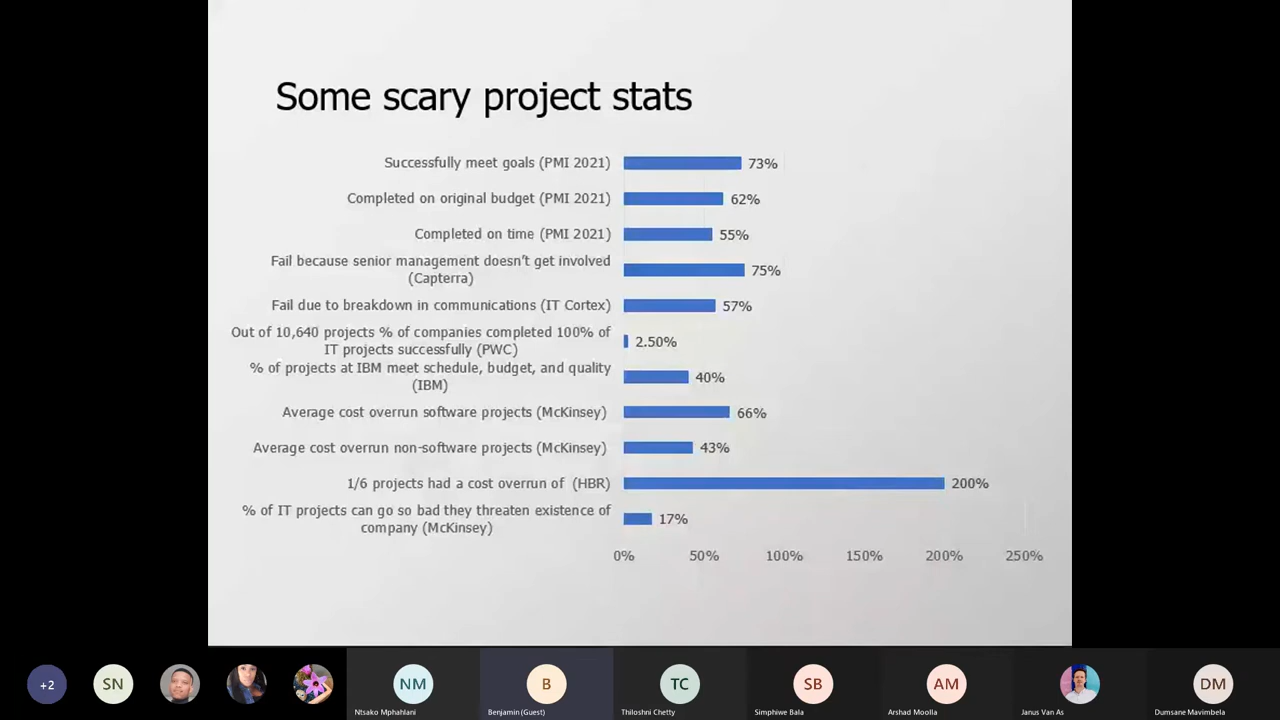 Some scary project stats
Successfully meet goals (PMI 2021)
73%
Completed on original budget (PMI 2021)
62%
Completed on time (PMI 2021)
55%
Fail because senior management doesn't get involved
(Capterra)
75%
Fail due to breakdown in communications (IT Cortex)
57%
Out of 10,640 projects % of companies completed 100% of
IT projects successfully (PWC)
2.50%
% of projects at IBM meet schedule, budget, and quality
(IBM)
40%
Average cost overrun software projects (McKinsey)
66%
Average cost overrun non-software projects (McKinsey)
43%
1/6 projects had a cost overrun of (HBR)
200%
% of IT projects can go so bad they threaten existence of
company (McKinsey)
17%
0% 50% 100% 150% 200% 250%
+2 SN NM B TC SB AM DM
Ntsako Mphahlani Benjamin (Guest) Thiloshni Chetty Simphiwe Bala Arshad Moolla Janus Van As Dumsane Mavimbela